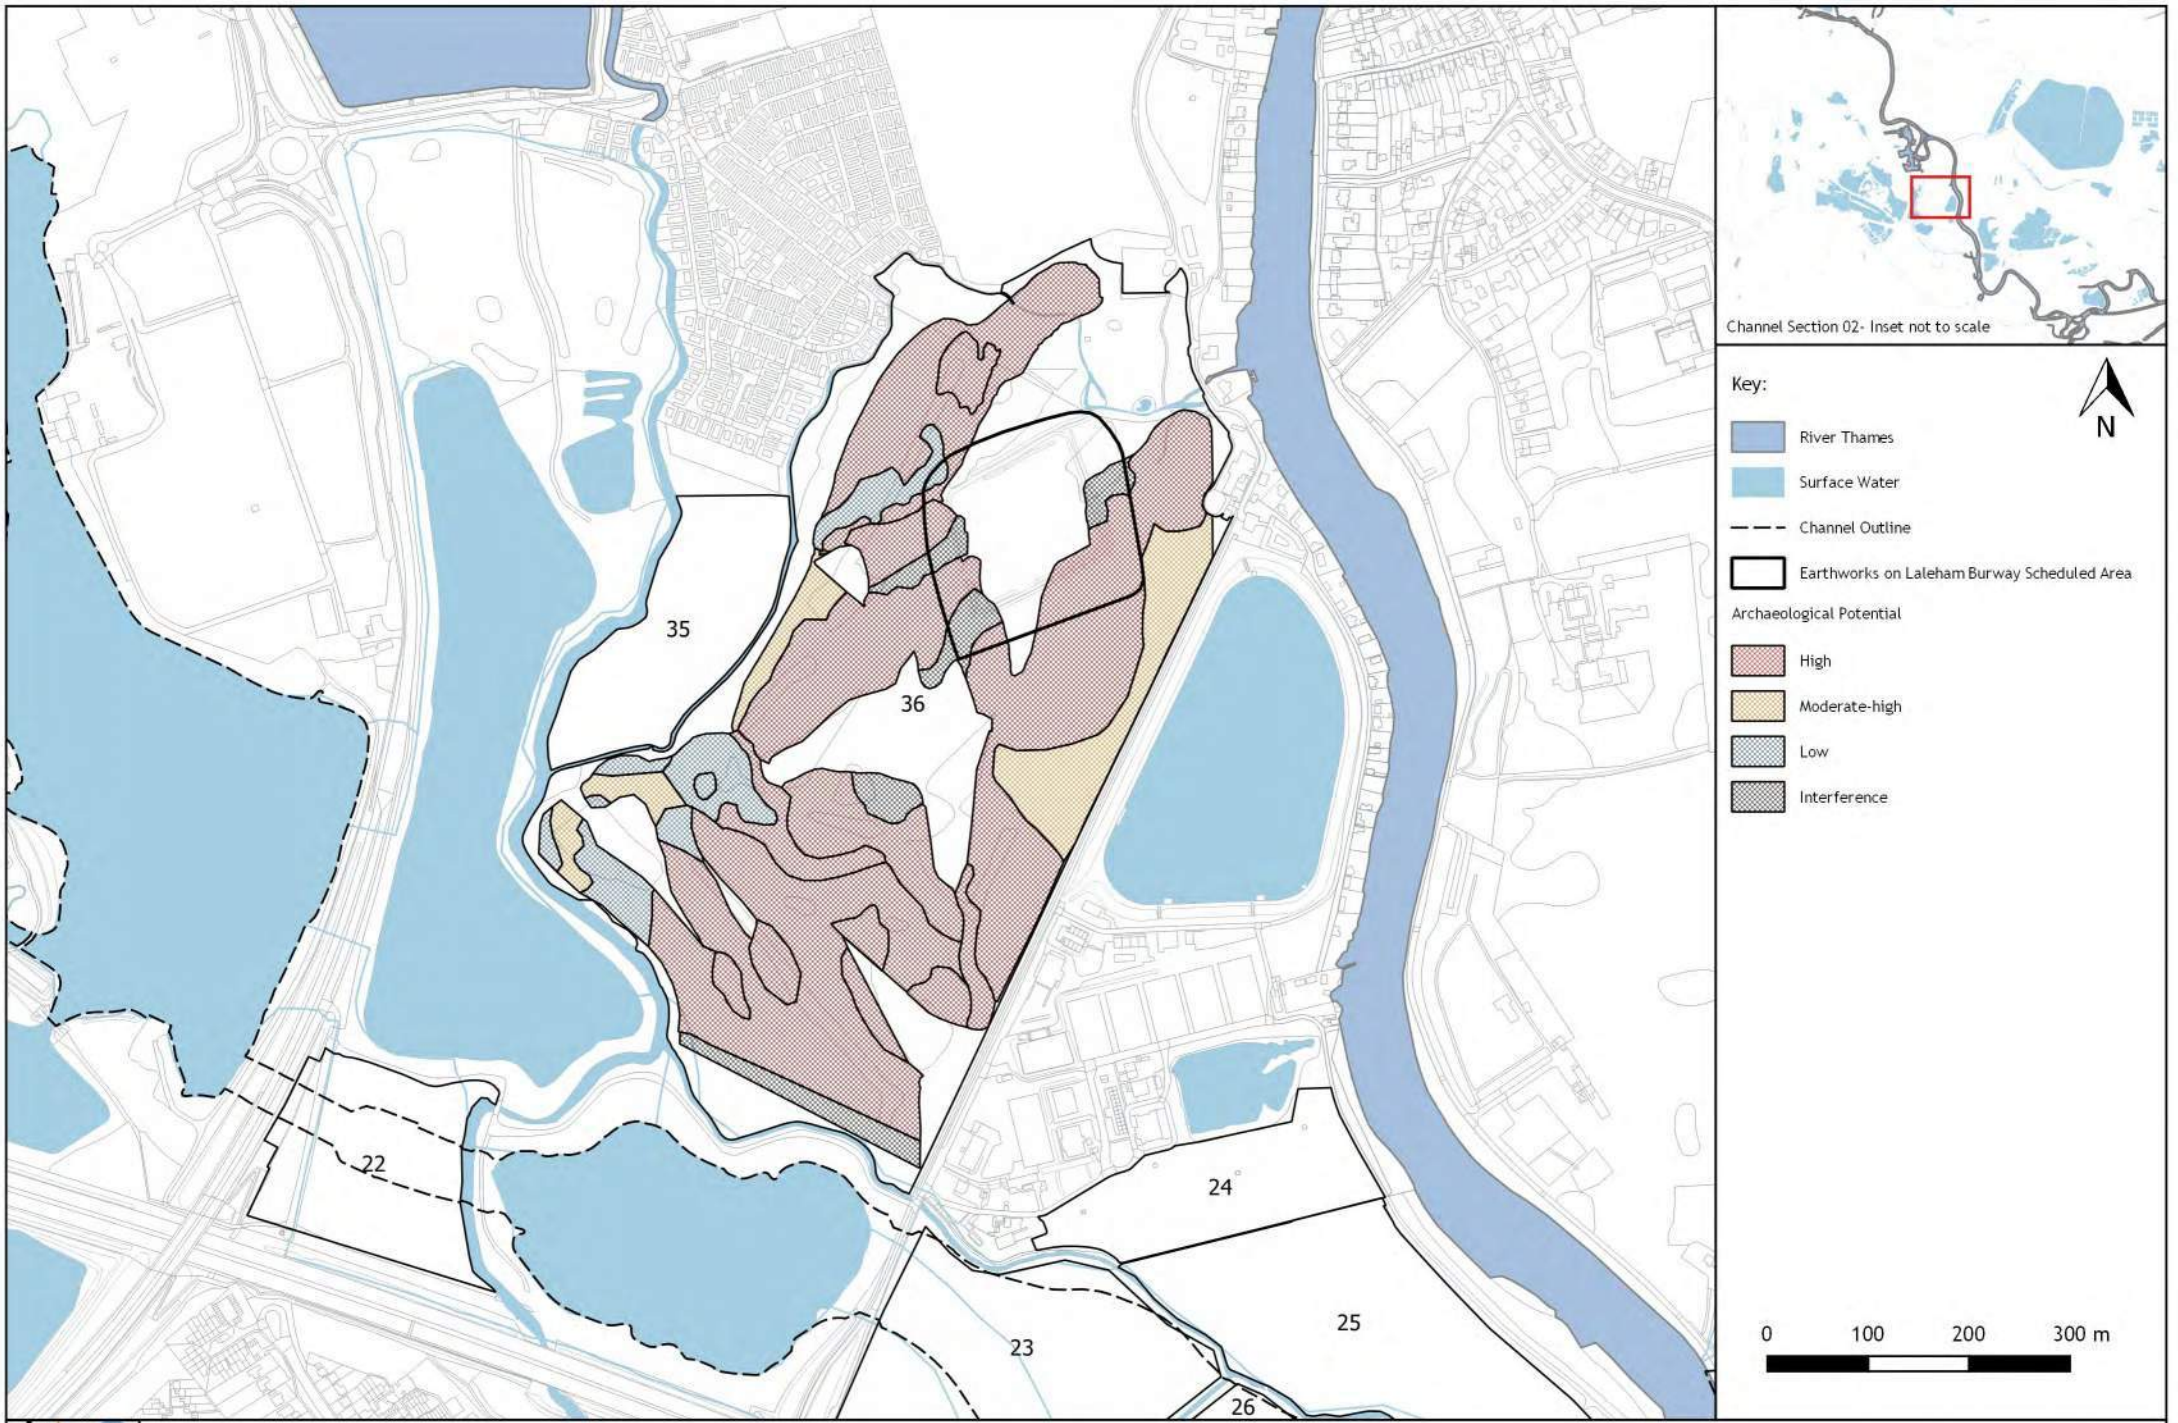 Channel Section 02- Inset not to scale
Key:
N
River Thames
Surface Water
Channel Outline
Earthworks on Laleham Burway Scheduled Area
Archaeological Potential
High
Moderate-high
Low
Interference
0 100 200 300 m
35
36
22
24
25
23
26